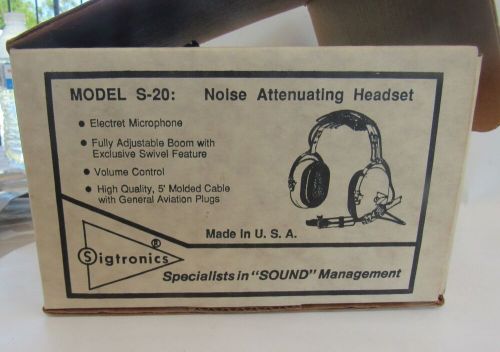 MODEL S-20: Noise Attenuating Headset
• Electret Microphone
• Fully Adjustable Boom with
Exclusive Swivel Feature
• Volume Control
• High Quality, 5' Molded Cable
with General Aviation Plugs
Made In U. S. A.
Sigtronics®
Specialists in "SOUND" Management